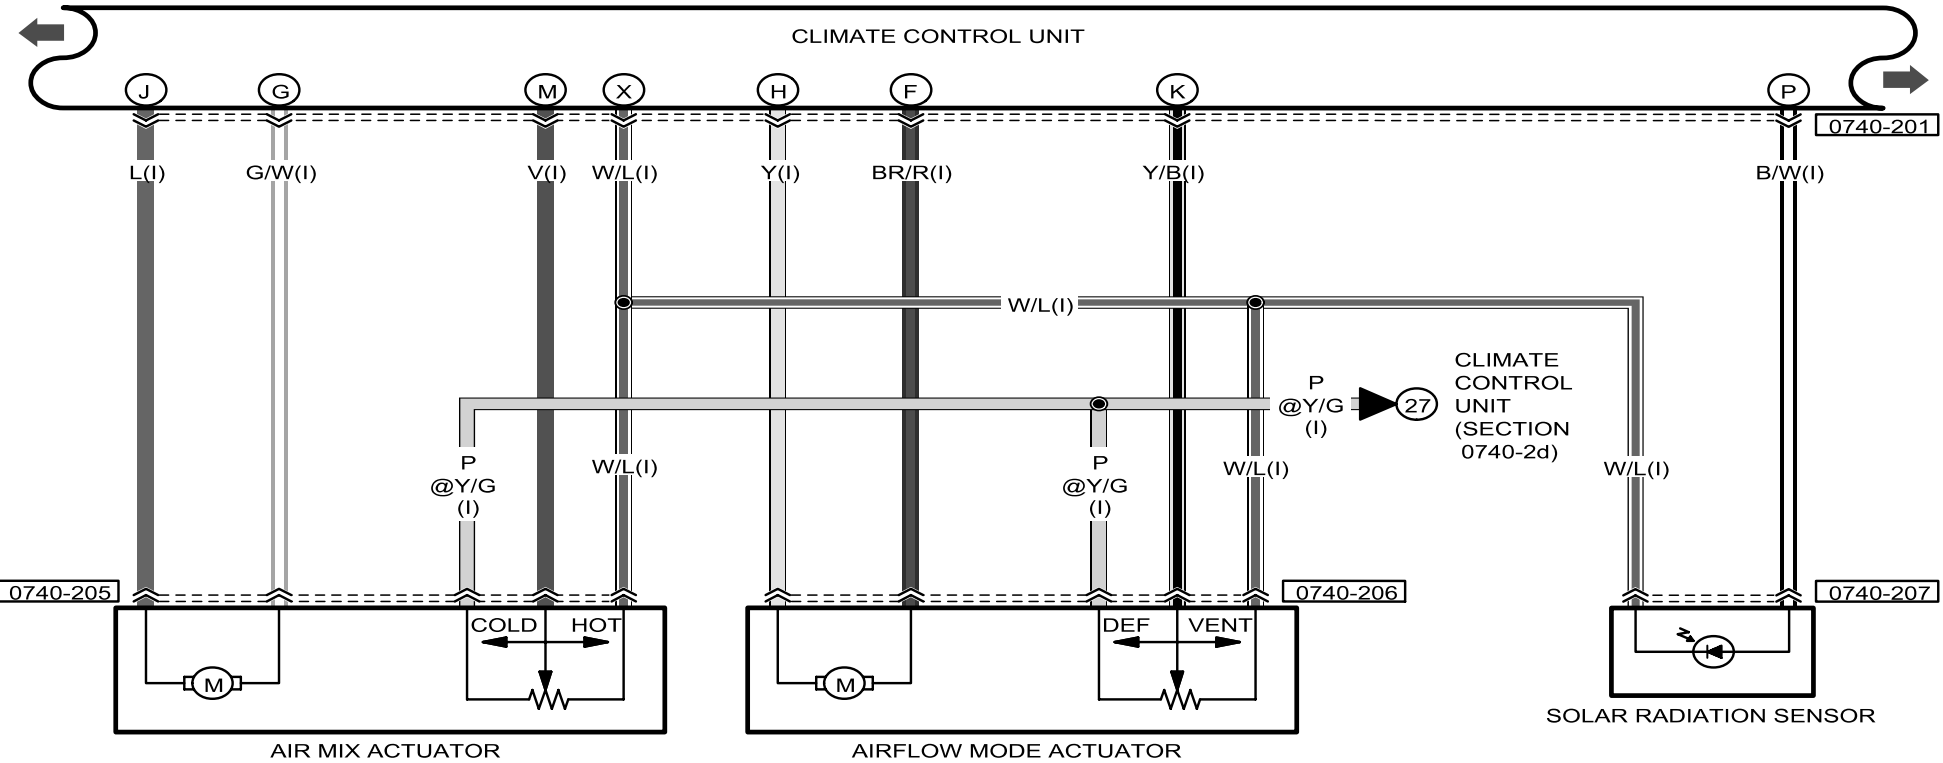 CLIMATE CONTROL UNIT
J G M X H F K P
0740-201
L(I) G/W(I) V(I) W/L(I) Y(I) BR/R(I) Y/B(I) B/W(I)
W/L(I)
CLIMATE
CONTROL
UNIT
(SECTION
0740-2d)
P
@Y/G
(I)
27
P
@Y/G
(I)
W/L(I)
P
@Y/G
(I)
W/L(I)
W/L(I)
0740-205
0740-206
0740-207
COLD HOT
DEF VENT
M
M
SOLAR RADIATION SENSOR
AIR MIX ACTUATOR
AIRFLOW MODE ACTUATOR